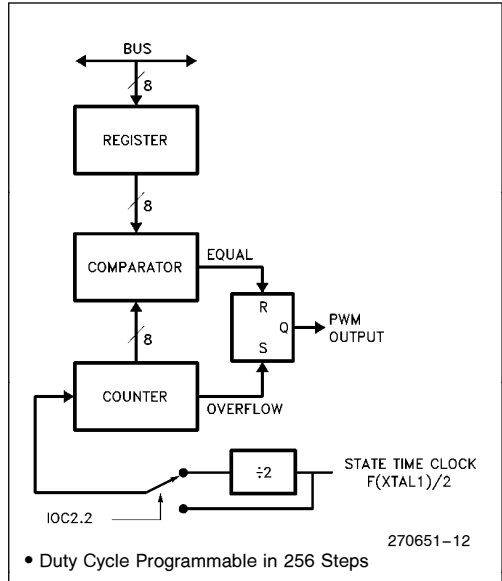 BUS
8
REGISTER
8
COMPARATOR
EQUAL
R
Q
S
PWM
OUTPUT
8
COUNTER
OVERFLOW
÷2
STATE TIME CLOCK
F(XTAL1)/2
IOC2.2
270651-12
• Duty Cycle Programmable in 256 Steps